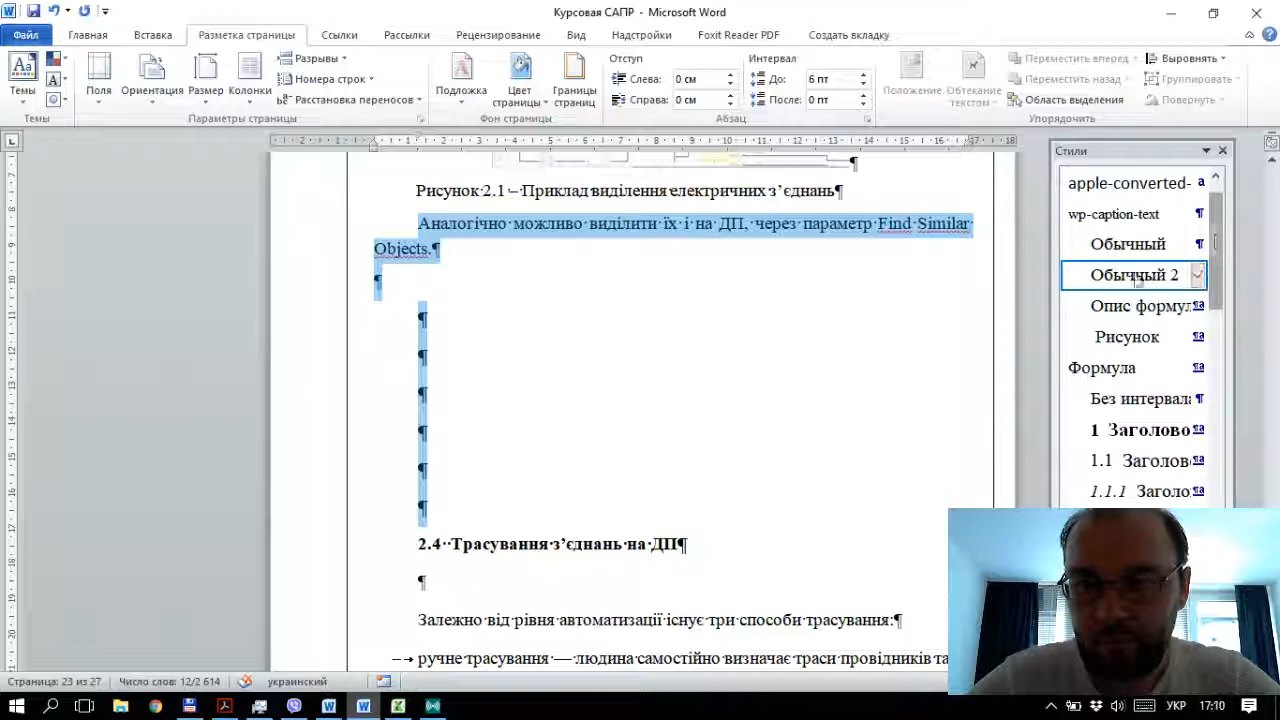 Курсовая САПР - Microsoft Word
Файл Главная Вставка Разметка страницы Ссылки Рассылки Рецензирование Вид Надстройки Foxit Reader PDF Создать вкладку
Темы
Темы
Поля
Ориентация
Размер
Колонки
Разрывы
Номера строк
Расстановка переносов
Параметры страницы
Подложка
Цвет страницы
Границы страниц
Фон страницы
Отступ
Слева: 0 см
Справа: 0 см
Интервал
До: 6 пт
После: 0 пт
Абзац
Положение
Обтекание текстом
Переместить вперед
Переместить назад
Область выделения
Выровнять
Группировать
Повернуть
Упорядочить
Рисунок·2.1·–·Приклад·виділення·електричних·з’єднань¶
Аналогічно·можливо·виділити·їх·і·на·ДП,·через·параметр·Find·Similar·
Objects.¶
2.4··Трасування·з’єднань·на·ДП¶
Залежно·від·рівня·автоматизації·існує·три·способи·трасування:¶
ручне·трасування·—·людина·самостійно·визначає·траси·провідників·та
Стили
apple-converted-
wp-caption-text
Обычный
Обычный 2
Опис формул
Рисунок
Формула
Без интервала
1 Заголово
1.1 Заголов
1.1.1 Заголо
Страница: 23 из 27 Число слов: 12/2 614 украинский
УКР 17:10